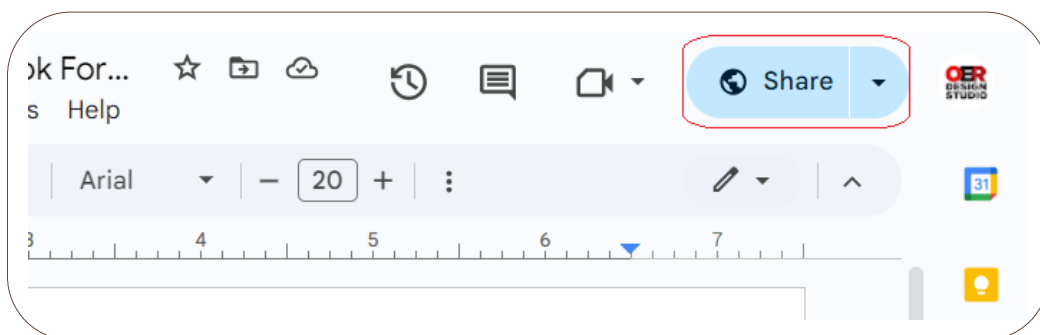 ok For...
Share
OER
DESIGN
STUDIO
s Help
Arial
20
31
3 4 5 6 7